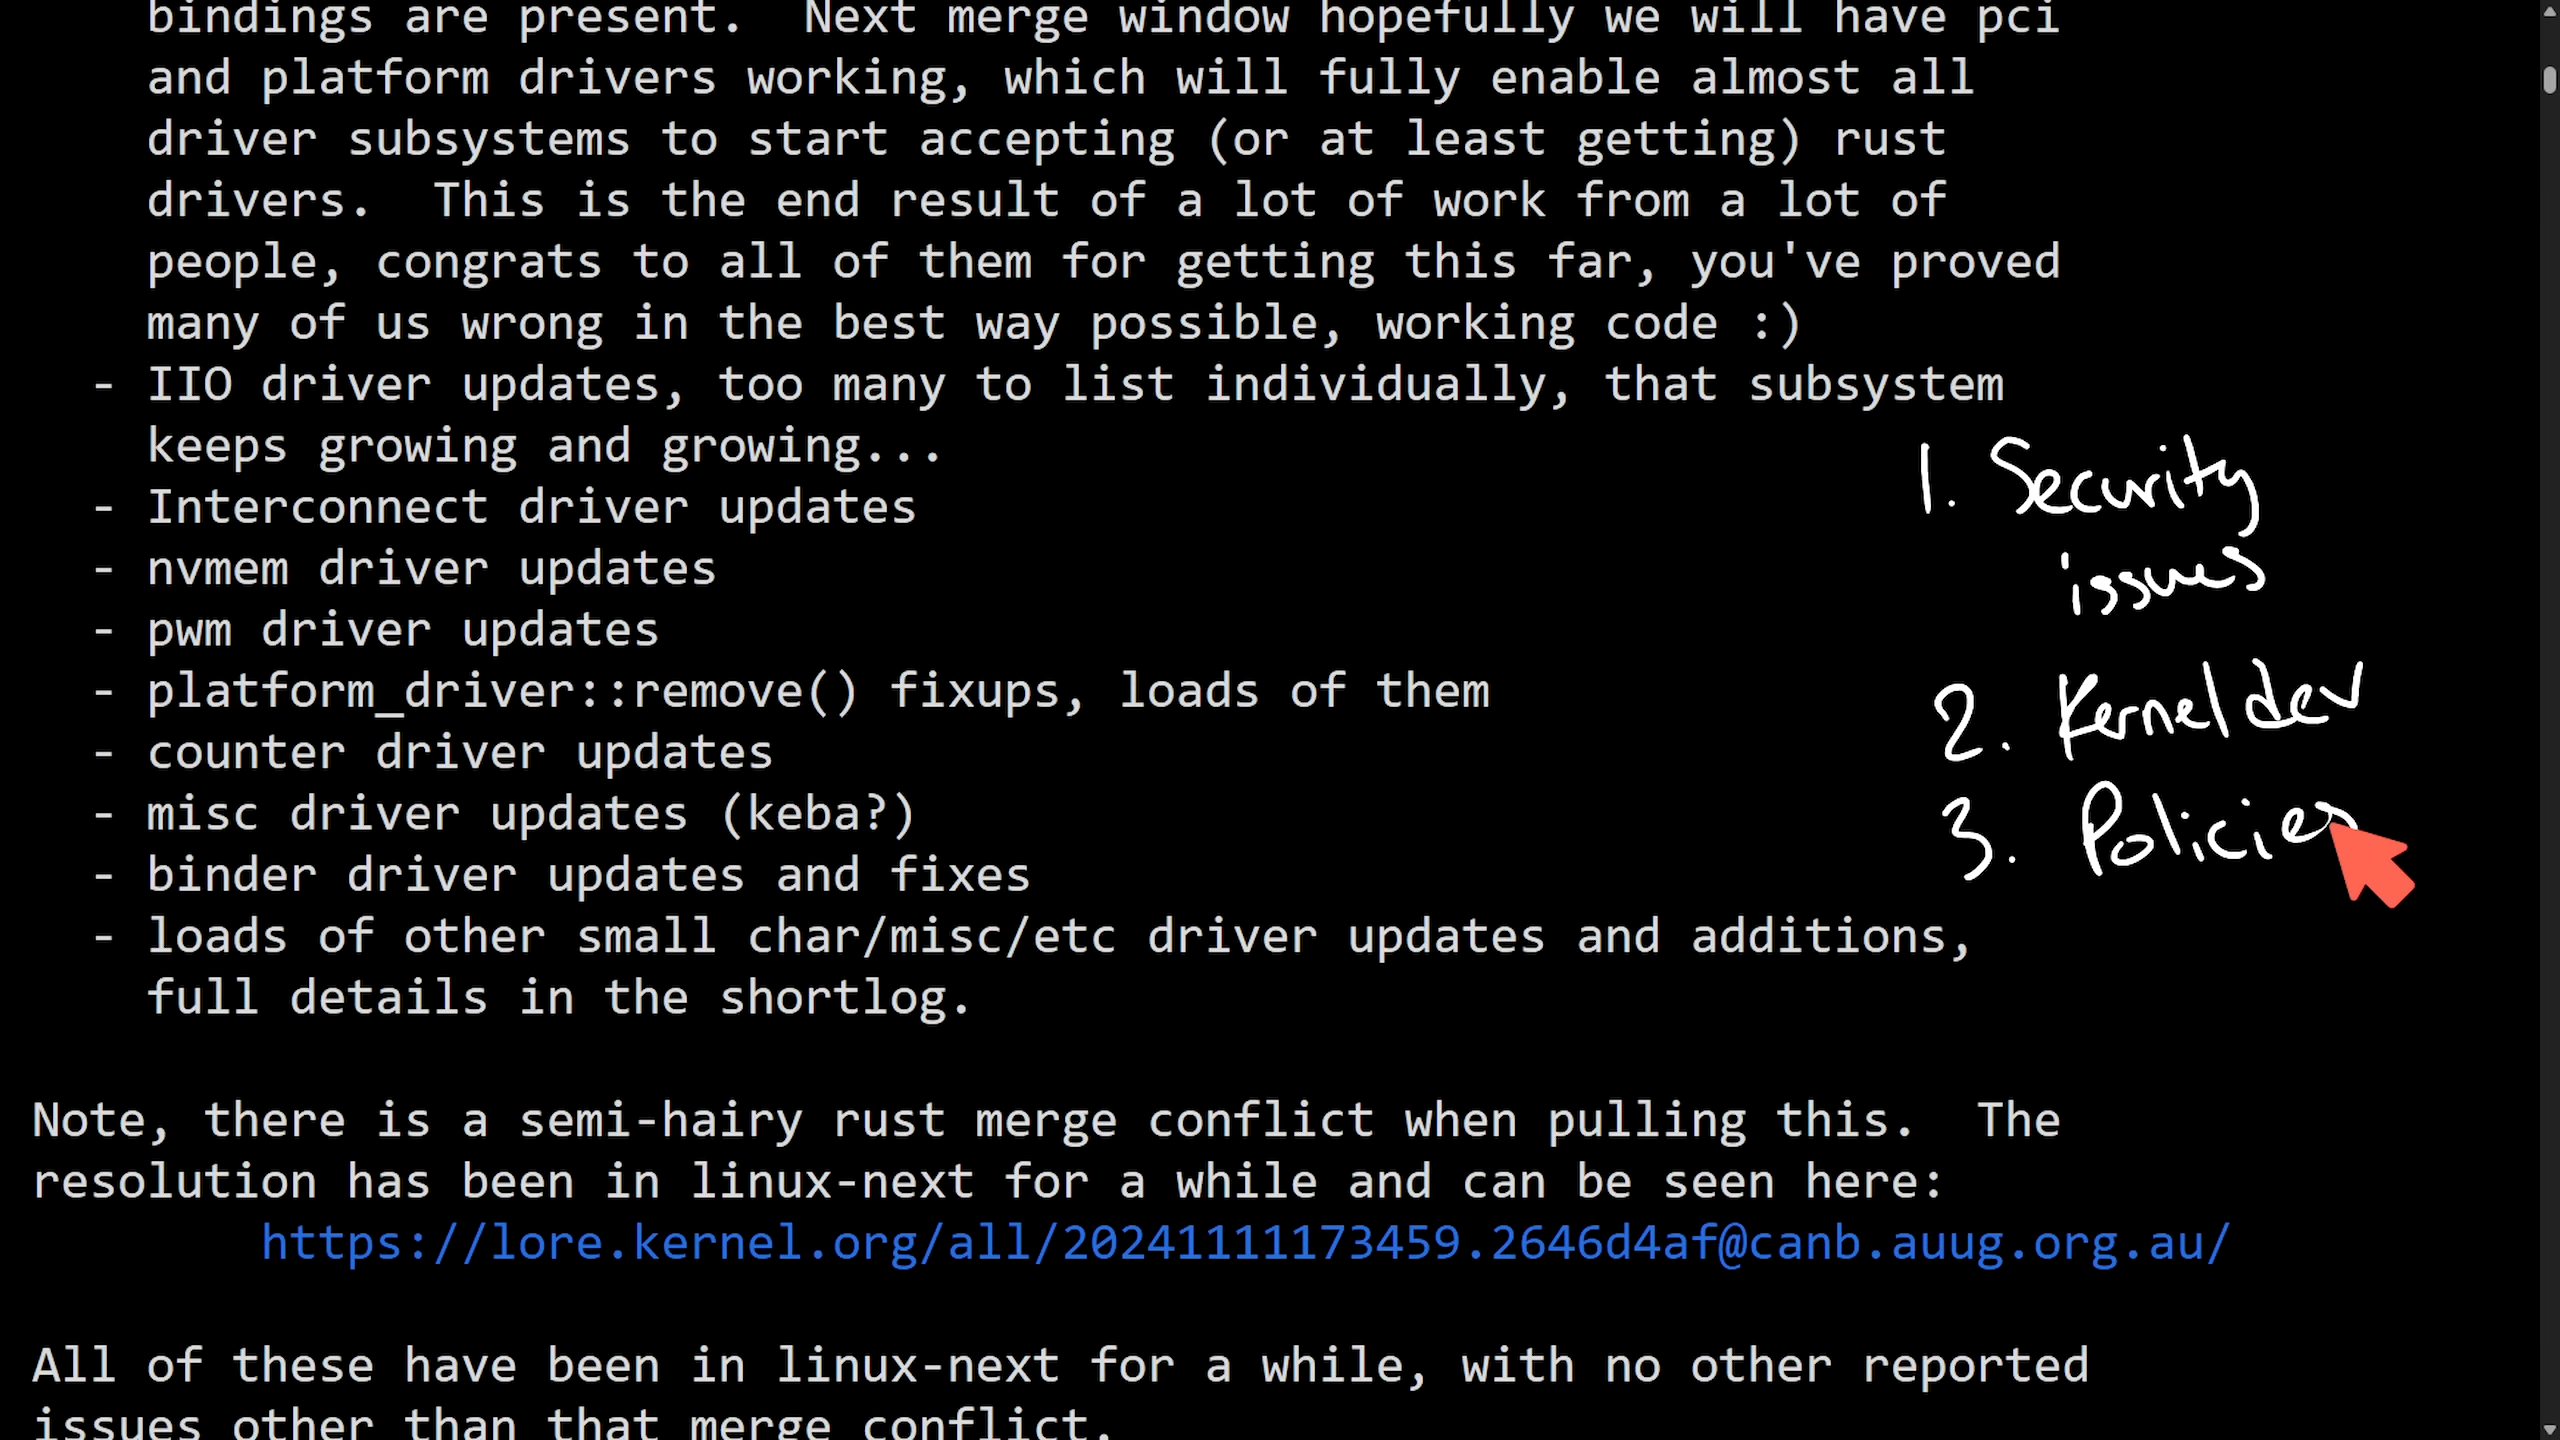 bindings are present.  Next merge window hopefully we will have pci
and platform drivers working, which will fully enable almost all
driver subsystems to start accepting (or at least getting) rust
drivers.  This is the end result of a lot of work from a lot of
people, congrats to all of them for getting this far, you've proved
many of us wrong in the best way possible, working code :)
- IIO driver updates, too many to list individually, that subsystem
keeps growing and growing...
- Interconnect driver updates
- nvmem driver updates
- pwm driver updates
- platform_driver::remove() fixups, loads of them
- counter driver updates
- misc driver updates (keba?)
- binder driver updates and fixes
- loads of other small char/misc/etc driver updates and additions,
full details in the shortlog.
Note, there is a semi-hairy rust merge conflict when pulling this.  The
resolution has been in linux-next for a while and can be seen here:
https://lore.kernel.org/all/20241111173459.2646d4af@canb.auug.org.au/
All of these have been in linux-next for a while, with no other reported
issues other than that merge conflict.
1. Security
issues
2. Kernel dev
3. Policies